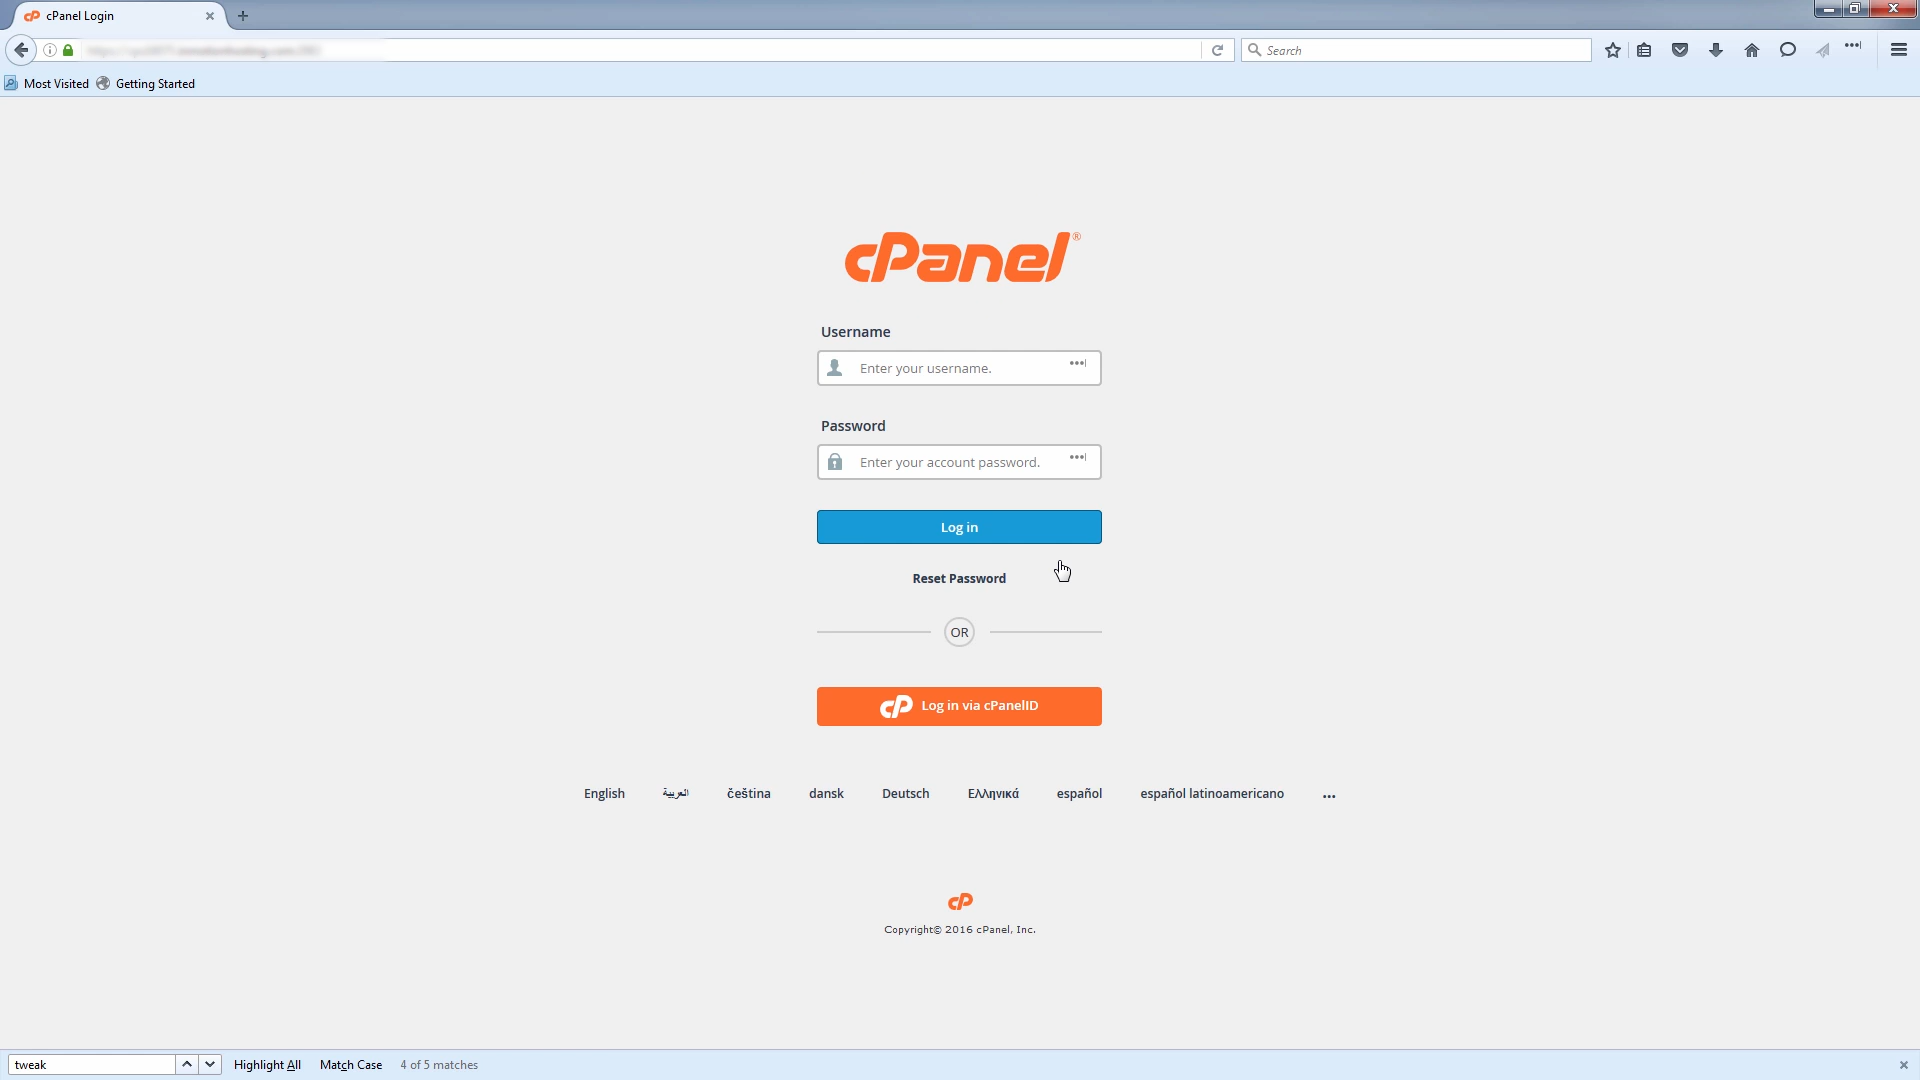 cPanel Login
Search
Most Visited
Getting Started
cPanel®
Username
Enter your username.
Password
Enter your account password.
Log in
Reset Password
OR
cP Log in via cPanelID
English العربية čeština dansk Deutsch Ελληνικά español español latinoamericano ...
cP
Copyright© 2016 cPanel, Inc.
tweak Highlight All Match Case 4 of 5 matches